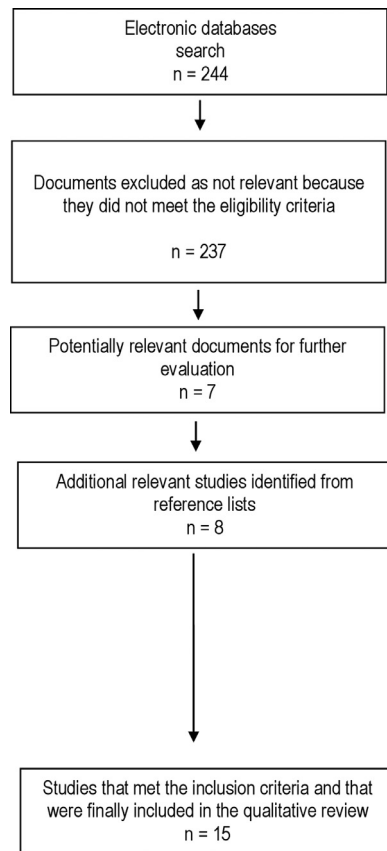 Electronic databases
search
n = 244
Documents excluded as not relevant because
they did not meet the eligibility criteria
n = 237
Potentially relevant documents for further
evaluation
n = 7
Additional relevant studies identified from
reference lists
n = 8
Studies that met the inclusion criteria and that
were finally included in the qualitative review
n = 15